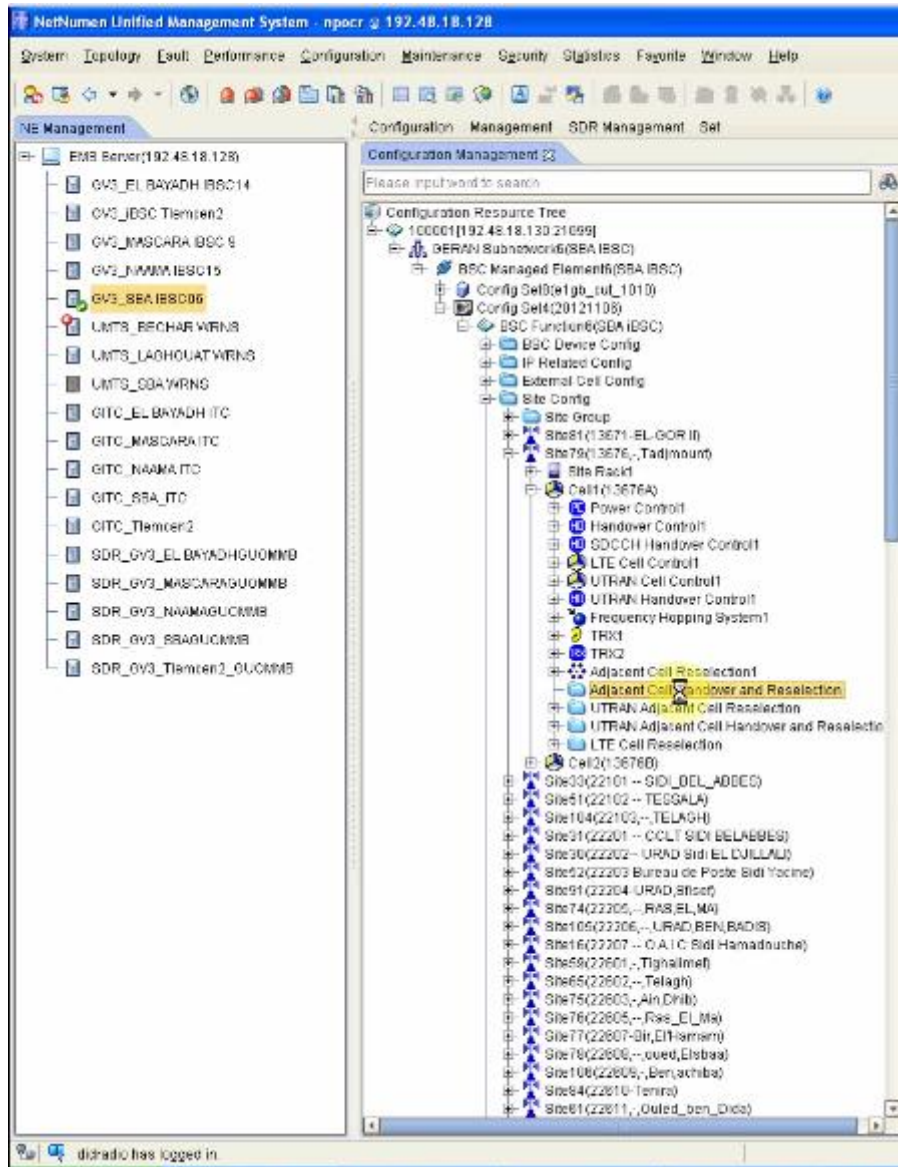 NetNumen Unified Management System - npocr @ 192.48.18.128
System Topology Fault Performance Configuration Maintenance Security Statistics Favorite Window Help
NE Management
Configuration Management SDR Management Set
Configuration Management
Please input word to search
EMS Server(192.48.18.128)
GV3_EL BAYADH IBSC14
GV3_iBSC Tlemcen2
GV3_MASCARA IBSC 9
GV3_NAAMA IBSC15
GV3_SBA IBSC06
UMTS_BECHAR WRNS
UMTS_LAGHOUAT WRNS
UMTS_SBA WRNS
GITC_EL BAYADH ITC
GITC_MASCARA ITC
GITC_NAAMA ITC
GITC_SBA_ITC
GITC_Tlemcen2
SDR_GV3_EL BAYADHGUOMMB
SDR_GV3_MASCARAGUOMMB
SDR_GV3_NAAMAGUOMMB
SDR_GV3_SBAGUOMMB
SDR_GV3_Tlemcen2_GUOMMB
Configuration Resource Tree
100001[192.48.18.130:21099]
GERAN Subnetwork6(SBA IBSC)
BSC Managed Element6(SBA IBSC)
Config Set0(e1gb_cut_1010)
Config Set4(20121106)
BSC Function6(SBA iBSC)
BSC Device Config
IP Related Config
External Cell Config
Site Config
Site Group
Site81(13671-EL-GOR II)
Site79(13676,-,Tadjmount)
Site Rack1
Cell1(13676A)
Power Control1
Handover Control1
SDCCH Handover Control1
LTE Cell Control1
UTRAN Cell Control1
UTRAN Handover Control1
Frequency Hopping System1
TRX1
TRX2
Adjacent Cell Reselection1
Adjacent Cell Handover and Reselection
UTRAN Adjacent Cell Reselection
UTRAN Adjacent Cell Handover and Reselectio
LTE Cell Reselection
Cell2(13676B)
Site33(22101 -- SIDI_BEL_ABBES)
Site51(22102 -- TESSALA)
Site104(22103,--,TELAGH)
Site31(22201 -- CCLT SIDI BELABBES)
Site30(22202-- URAD Sidi EL DJILLALI)
Site52(22203 Bureau de Poste Sidi Yacine)
Site91(22204-URAD,Sfisef)
Site74(22205,--,RAS,EL,MA)
Site105(22206,--,URAD,BEN,BADIS)
Site16(22207 -- O.A.I.C Sidi Hamadouche)
Site59(22601,-,Tighalimet)
Site65(22602,--,Telagh)
Site75(22603,-,Ain,Dhib)
Site76(22605,--,Ras_El_Ma)
Site77(22607-Bir,El'Hamam)
Site78(22608,--,oued,Elsbaa)
Site106(22609,-,Ben,achiba)
Site84(22610-Tenira)
Site61(22611,-,Ouled_ben_Dida)
didradio has logged in.